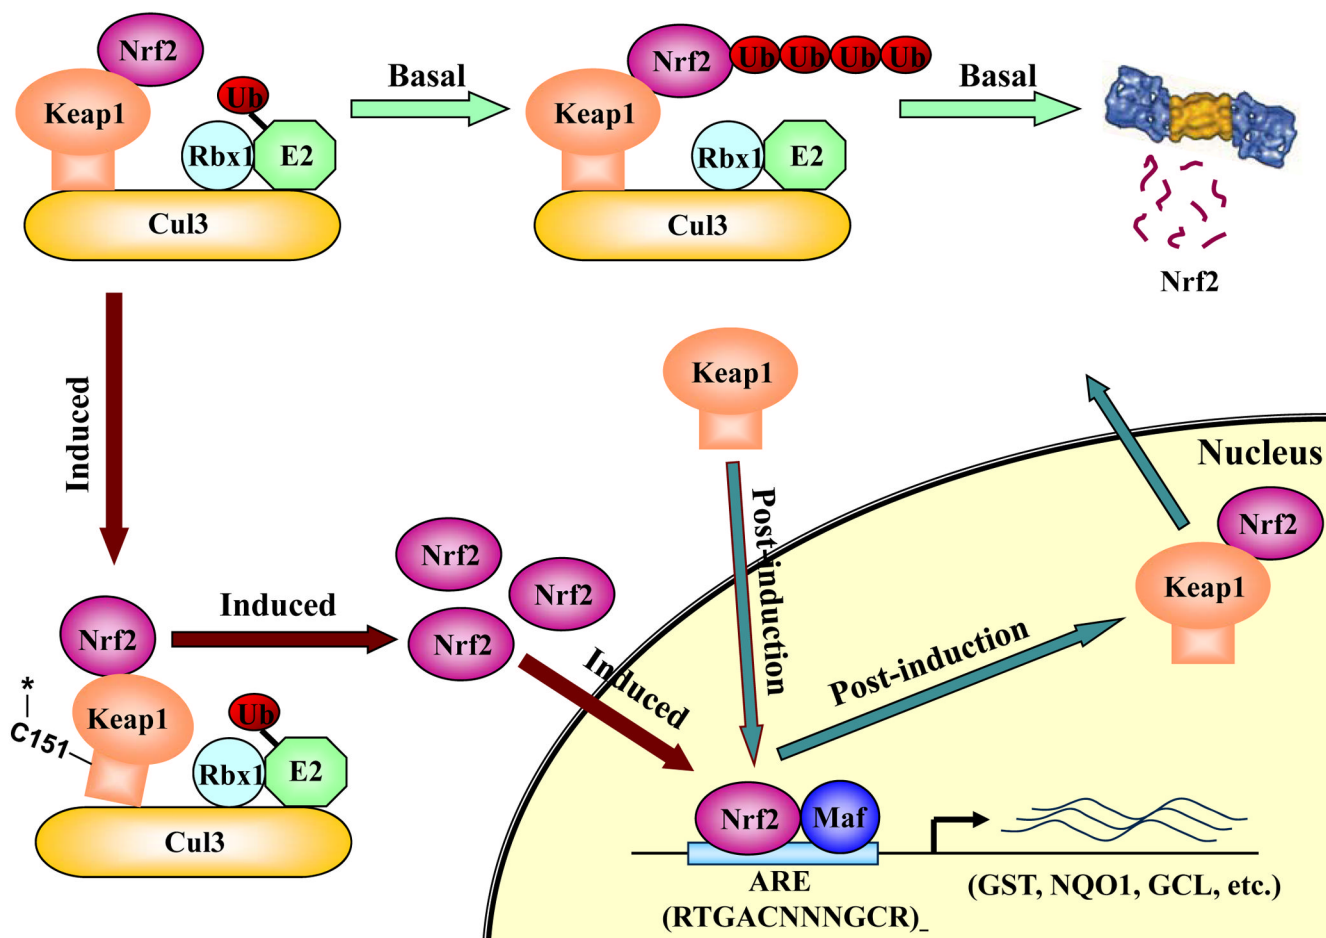 Nrf2
Keap1
Ub
Rbx1
E2
Cul3
Basal
Nrf2
Ub
Ub
Ub
Ub
Keap1
Rbx1
E2
Cul3
Basal
Nrf2
Induced
Keap1
Post-induction
Nucleus
Nrf2
Keap1
Post-induction
Nrf2
Nrf2
Nrf2
Induced
Induced
Nrf2
Keap1
*
C151
Ub
Rbx1
E2
Cul3
Nrf2
Maf
ARE
(RTGACNNNGCR)_
(GST, NQO1, GCL, etc.)